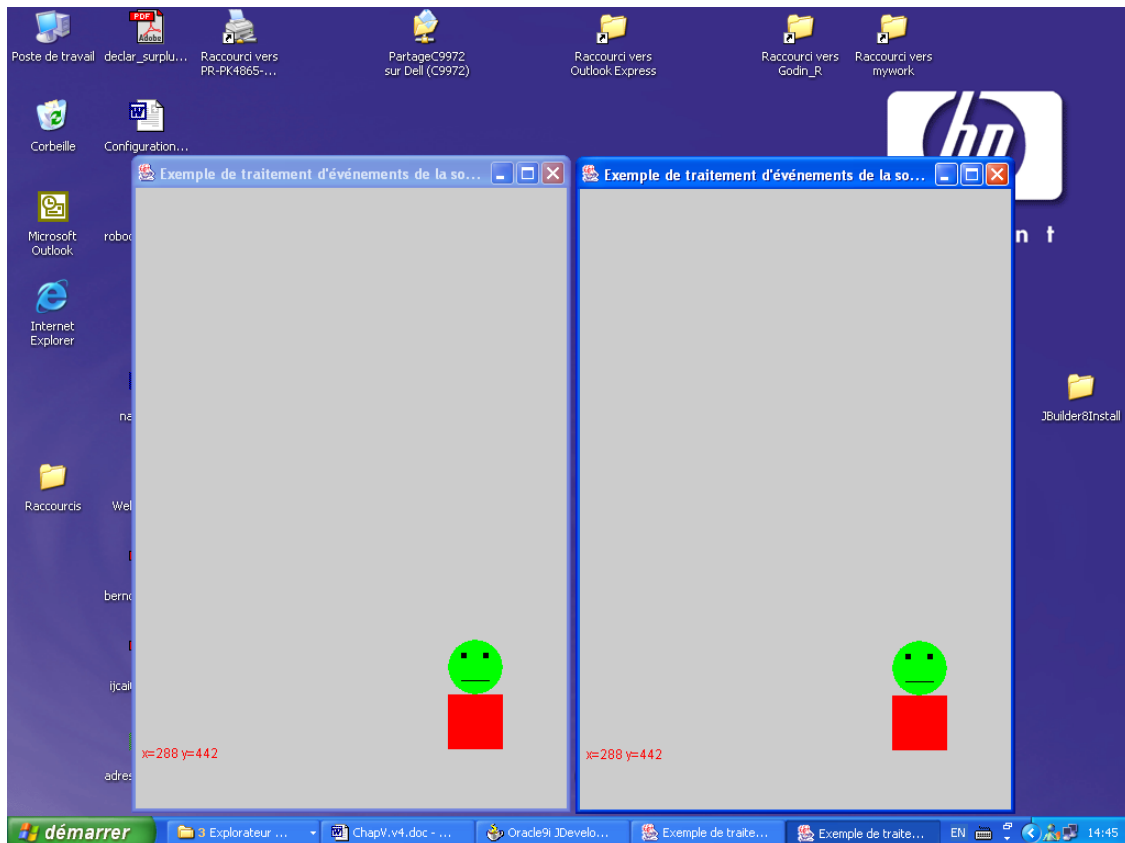 Poste de travail
declar_surplu...
Raccourci vers
PR-PK4865-...
PartageC9972
sur Dell (C9972)
Raccourci vers
Outlook Express
Raccourci vers
Godin_R
Raccourci vers
mywork
Corbeille
Configuration...
hp
Exemple de traitement d'événements de la so...
Exemple de traitement d'événements de la so...
Microsoft
Outlook
n t
Internet
Explorer
JBuilder8Install
Raccourcis
x=288 y=442
x=288 y=442
démarrer
3 Explorateur ...
ChapV.v4.doc - ...
Oracle9i JDevelo...
Exemple de traite...
Exemple de traite...
EN
14:45